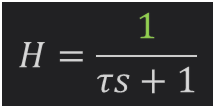 H = 1 / (τs + 1)